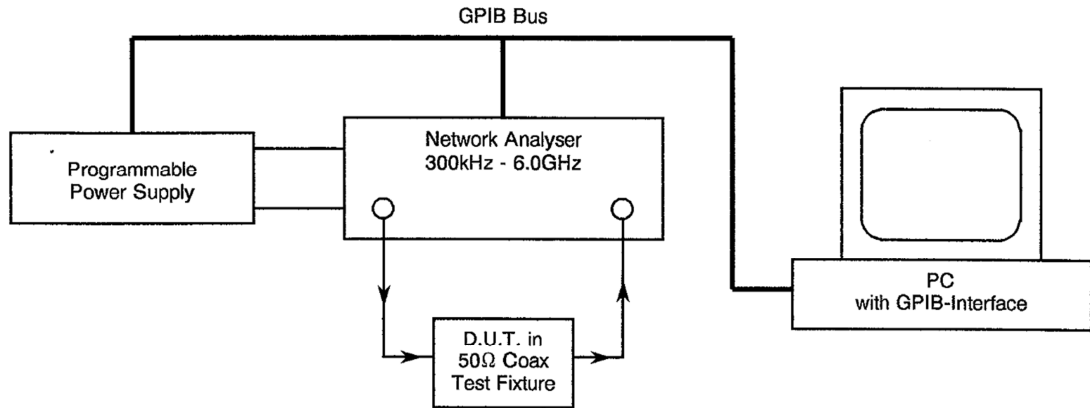 GPIB Bus
Programmable
Power Supply
Network Analyser
300kHz - 6.0GHz
PC
with GPIB-Interface
D.U.T. in
50Ω Coax
Test Fixture